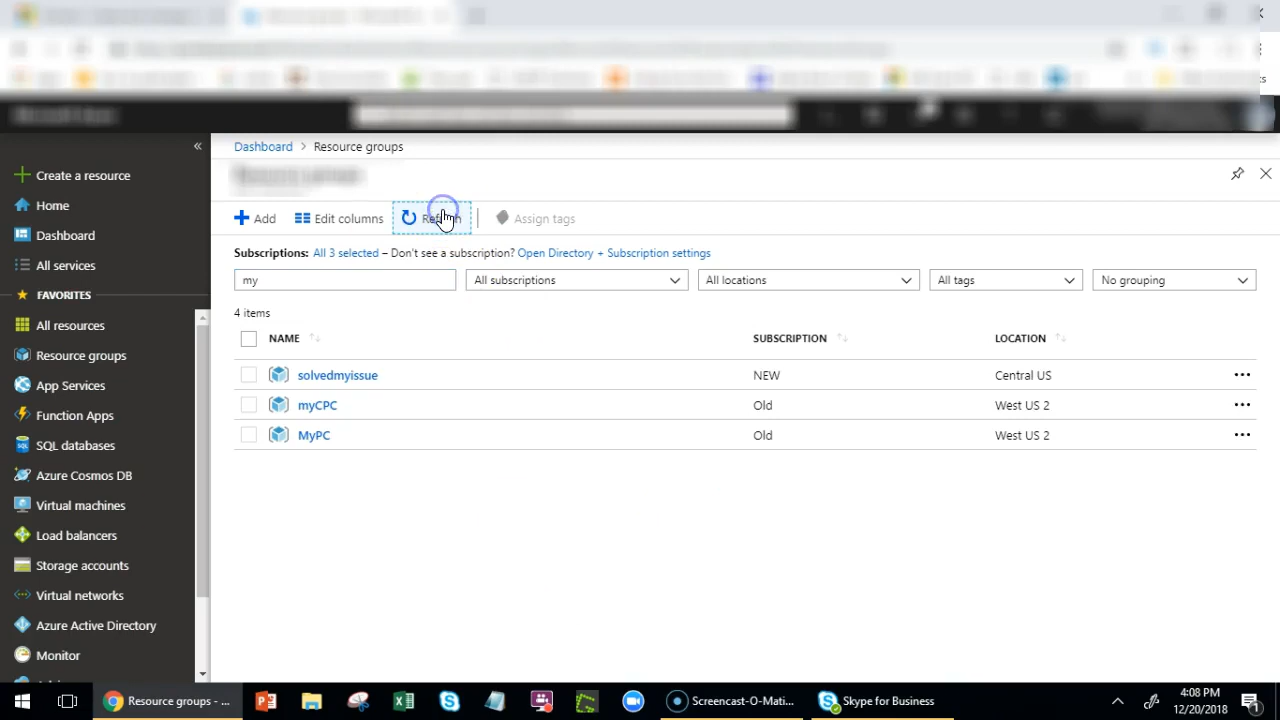 «
Dashboard > Resource groups
Create a resource
Home
Dashboard
All services
FAVORITES
All resources
Resource groups
App Services
Function Apps
SQL databases
Azure Cosmos DB
Virtual machines
Load balancers
Storage accounts
Virtual networks
Azure Active Directory
Monitor
Add
Edit columns
Refresh
Assign tags
Subscriptions: All 3 selected – Don't see a subscription? Open Directory + Subscription settings
my
All subscriptions
All locations
All tags
No grouping
4 items
NAME
SUBSCRIPTION
LOCATION
solvedmyissue
NEW
Central US
myCPC
Old
West US 2
MyPC
Old
West US 2
Resource groups - ...
Screencast-O-Mati...
Skype for Business
4:08 PM
12/20/2018
1